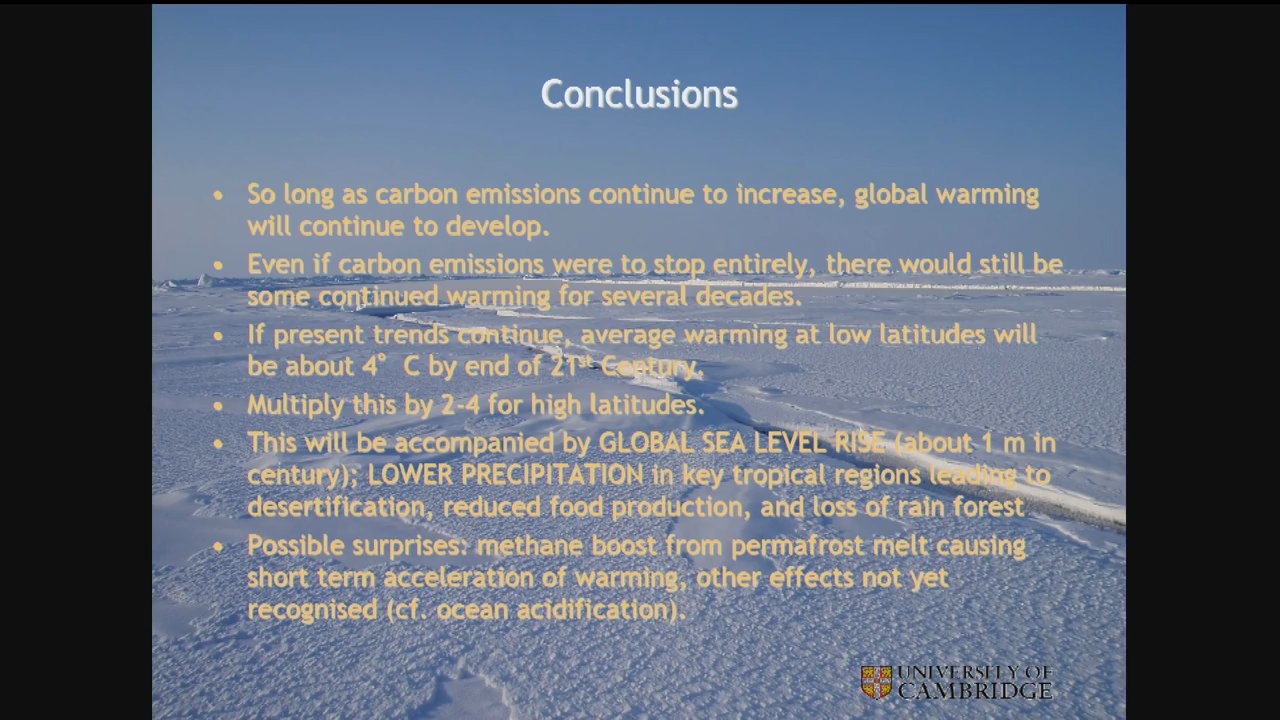 Conclusions
• So long as carbon emissions continue to increase, global warming
will continue to develop.
• Even if carbon emissions were to stop entirely, there would still be
some continued warming for several decades.
• If present trends continue, average warming at low latitudes will
be about 4° C by end of 21st Century.
• Multiply this by 2-4 for high latitudes.
• This will be accompanied by GLOBAL SEA LEVEL RISE (about 1 m in
century); LOWER PRECIPITATION in key tropical regions leading to
desertification, reduced food production, and loss of rain forest
• Possible surprises: methane boost from permafrost melt causing
short term acceleration of warming, other effects not yet
recognised (cf. ocean acidification).
UNIVERSITY OF
CAMBRIDGE